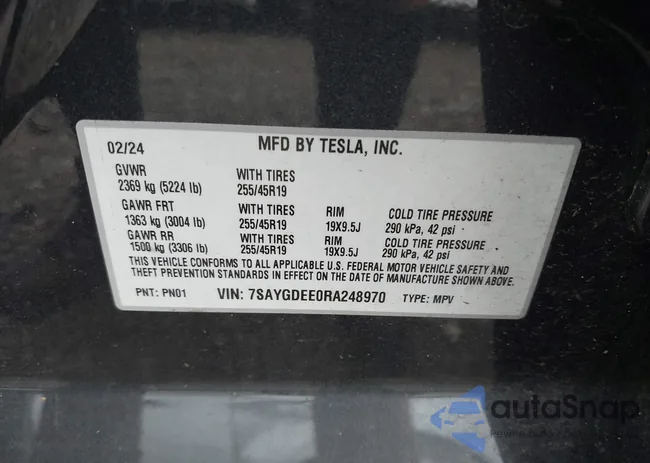 02/24 MFD BY TESLA, INC.
GVWR WITH TIRES
2369 kg (5224 lb) 255/45R19
GAWR FRT WITH TIRES RIM COLD TIRE PRESSURE
1363 kg (3004 lb) 255/45R19 19X9.5J 290 kPa, 42 psi
GAWR RR WITH TIRES RIM COLD TIRE PRESSURE
1500 kg (3306 lb) 255/45R19 19X9.5J 290 kPa, 42 psi
THIS VEHICLE CONFORMS TO ALL APPLICABLE U.S. FEDERAL MOTOR VEHICLE SAFETY AND
THEFT PREVENTION STANDARDS IN EFFECT ON THE DATE OF MANUFACTURE SHOWN ABOVE.
PNT: PN01 VIN: 7SAYGDEE0RA248970 TYPE: MPV
autaSnap